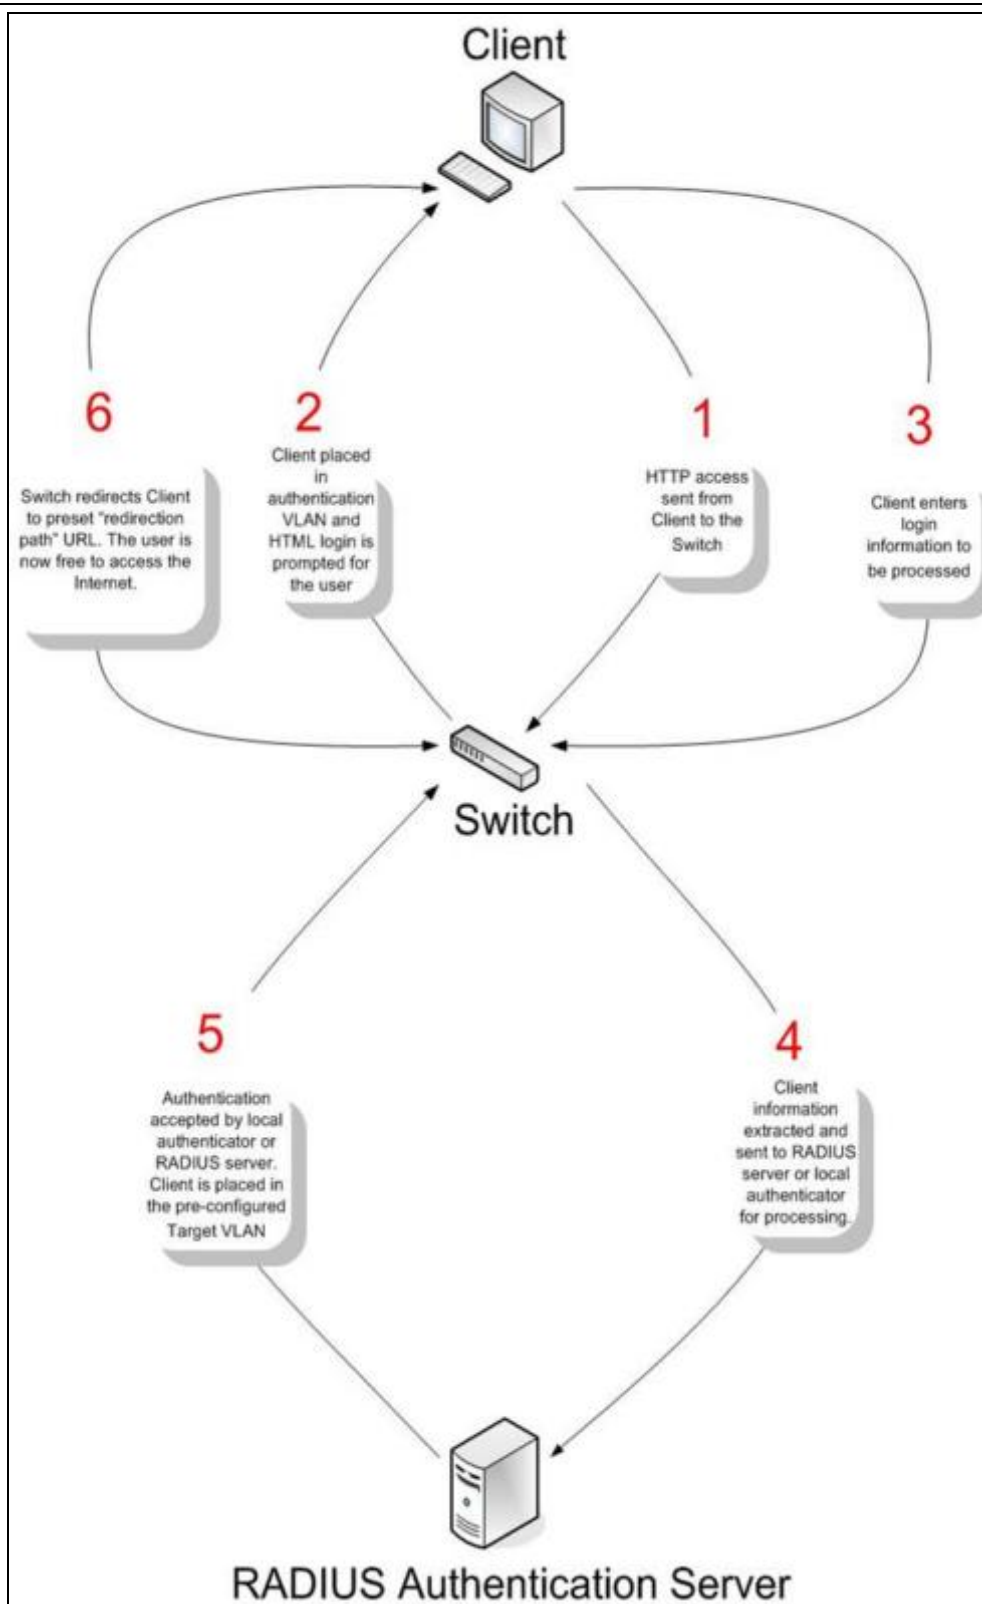 Client
6
Switch redirects Client
to preset “redirection
path” URL. The user is
now free to access the
Internet.
2
Client placed
in
authentication
VLAN and
HTML login is
prompted for
the user
1
HTTP access
sent from
Client to the
Switch
3
Client enters
login
information to
be processed
Switch
5
Authentication
accepted by local
authenticator or
RADIUS server.
Client is placed in
the pre-configured
Target VLAN
4
Client
information
extracted and
sent to RADIUS
server or local
authenticator
for processing.
RADIUS Authentication Server